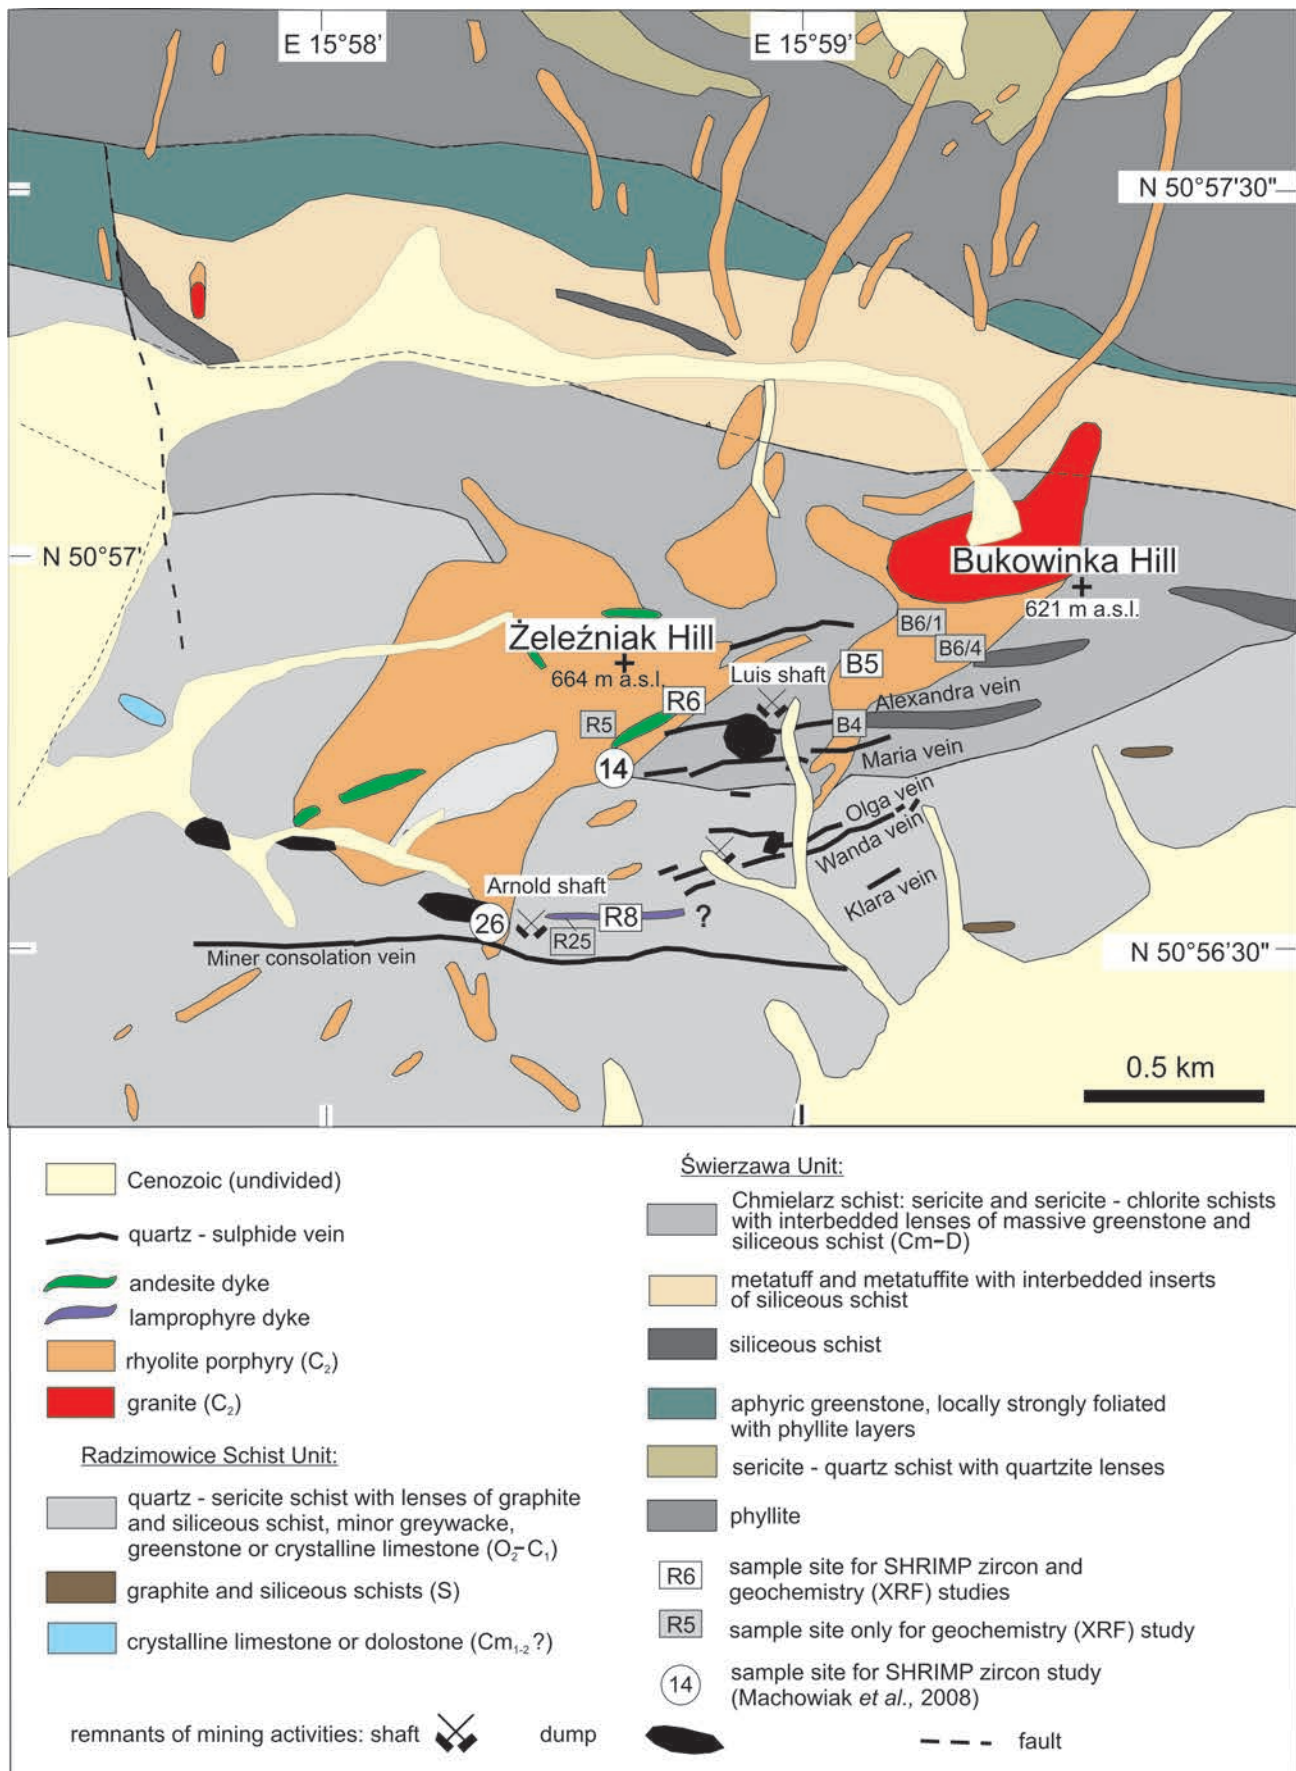 E 15°58'
E 15°59'
N 50°57'30"
N 50°57'
Bukowinka Hill
621 m a.s.l.
Żeleźniak Hill
664 m a.s.l.
B6/1
B6/4
B5
Luis shaft
R6
R5
Alexandra vein
B4
Maria vein
14
Olga vein
Wanda vein
Klara vein
Arnold shaft
26
R8
?
R25
Miner consolation vein
N 50°56'30"
0.5 km
Cenozoic (undivided)
quartz - sulphide vein
andesite dyke
lamprophyre dyke
rhyolite porphyry (C₂)
granite (C₂)
Radzimowice Schist Unit:
quartz - sericite schist with lenses of graphite
and siliceous schist, minor greywacke,
greenstone or crystalline limestone (O₂–C₁)
graphite and siliceous schists (S)
crystalline limestone or dolostone (Cm₁₋₂?)
Świerzawa Unit:
Chmielarz schist: sericite and sericite - chlorite schists
with interbedded lenses of massive greenstone and
siliceous schist (Cm–D)
metatuff and metatuffite with interbedded inserts
of siliceous schist
siliceous schist
aphyric greenstone, locally strongly foliated
with phyllite layers
sericite - quartz schist with quartzite lenses
phyllite
R6
sample site for SHRIMP zircon and
geochemistry (XRF) studies
R5
sample site only for geochemistry (XRF) study
14
sample site for SHRIMP zircon study
(Machowiak et al., 2008)
remnants of mining activities: shaft
dump
fault